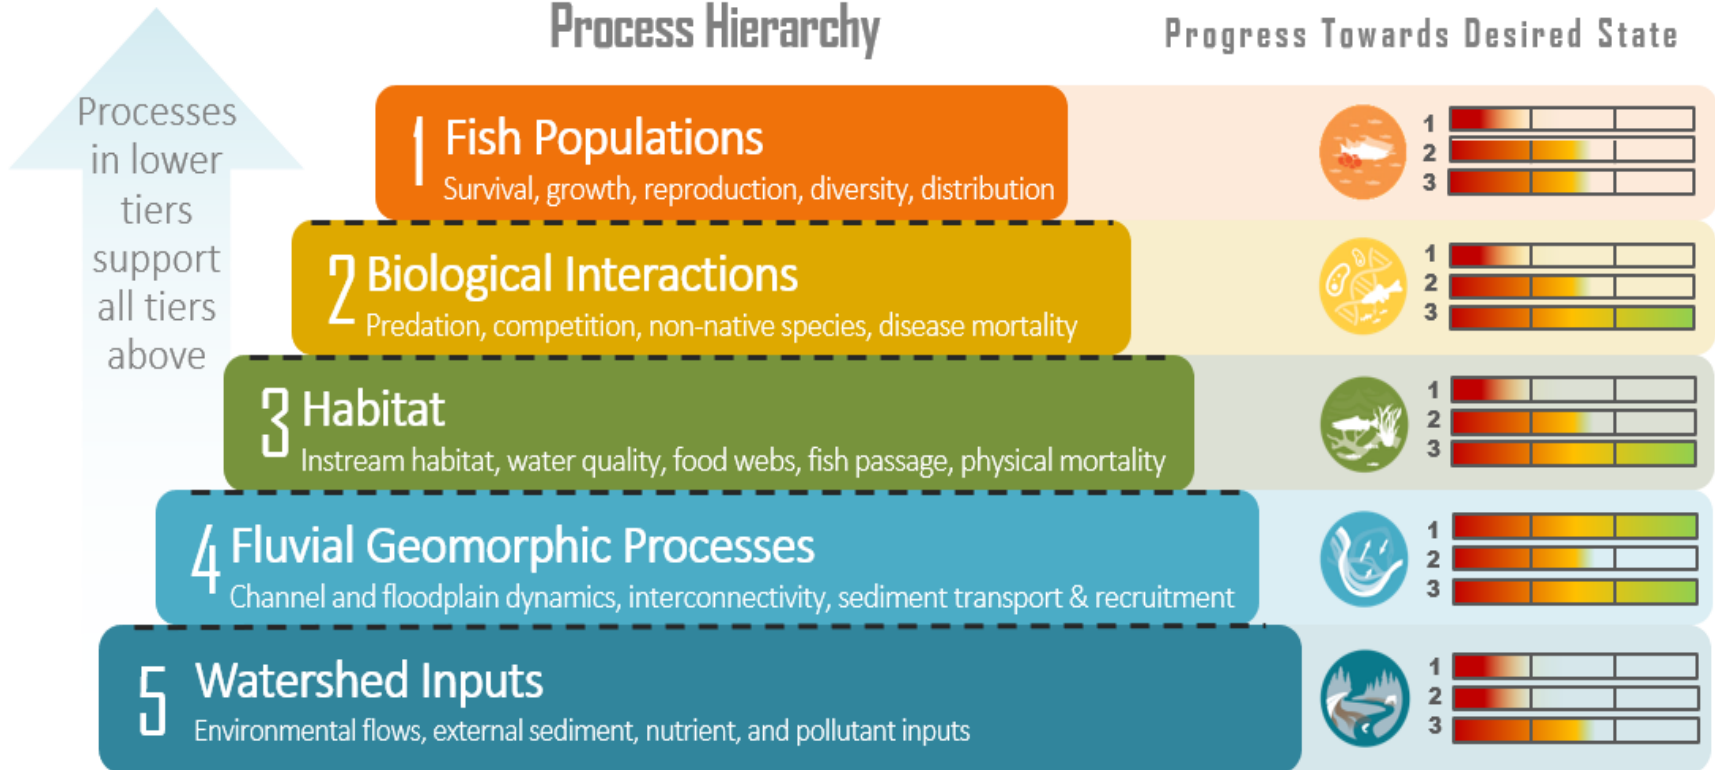 Process Hierarchy
Progress Towards Desired State
Processes
in lower
tiers
support
all tiers
above
1 Fish Populations
Survival, growth, reproduction, diversity, distribution
1
2
3
2 Biological Interactions
Predation, competition, non-native species, disease mortality
1
2
3
3 Habitat
Instream habitat, water quality, food webs, fish passage, physical mortality
1
2
3
4 Fluvial Geomorphic Processes
Channel and floodplain dynamics, interconnectivity, sediment transport & recruitment
1
2
3
5 Watershed Inputs
Environmental flows, external sediment, nutrient, and pollutant inputs
1
2
3